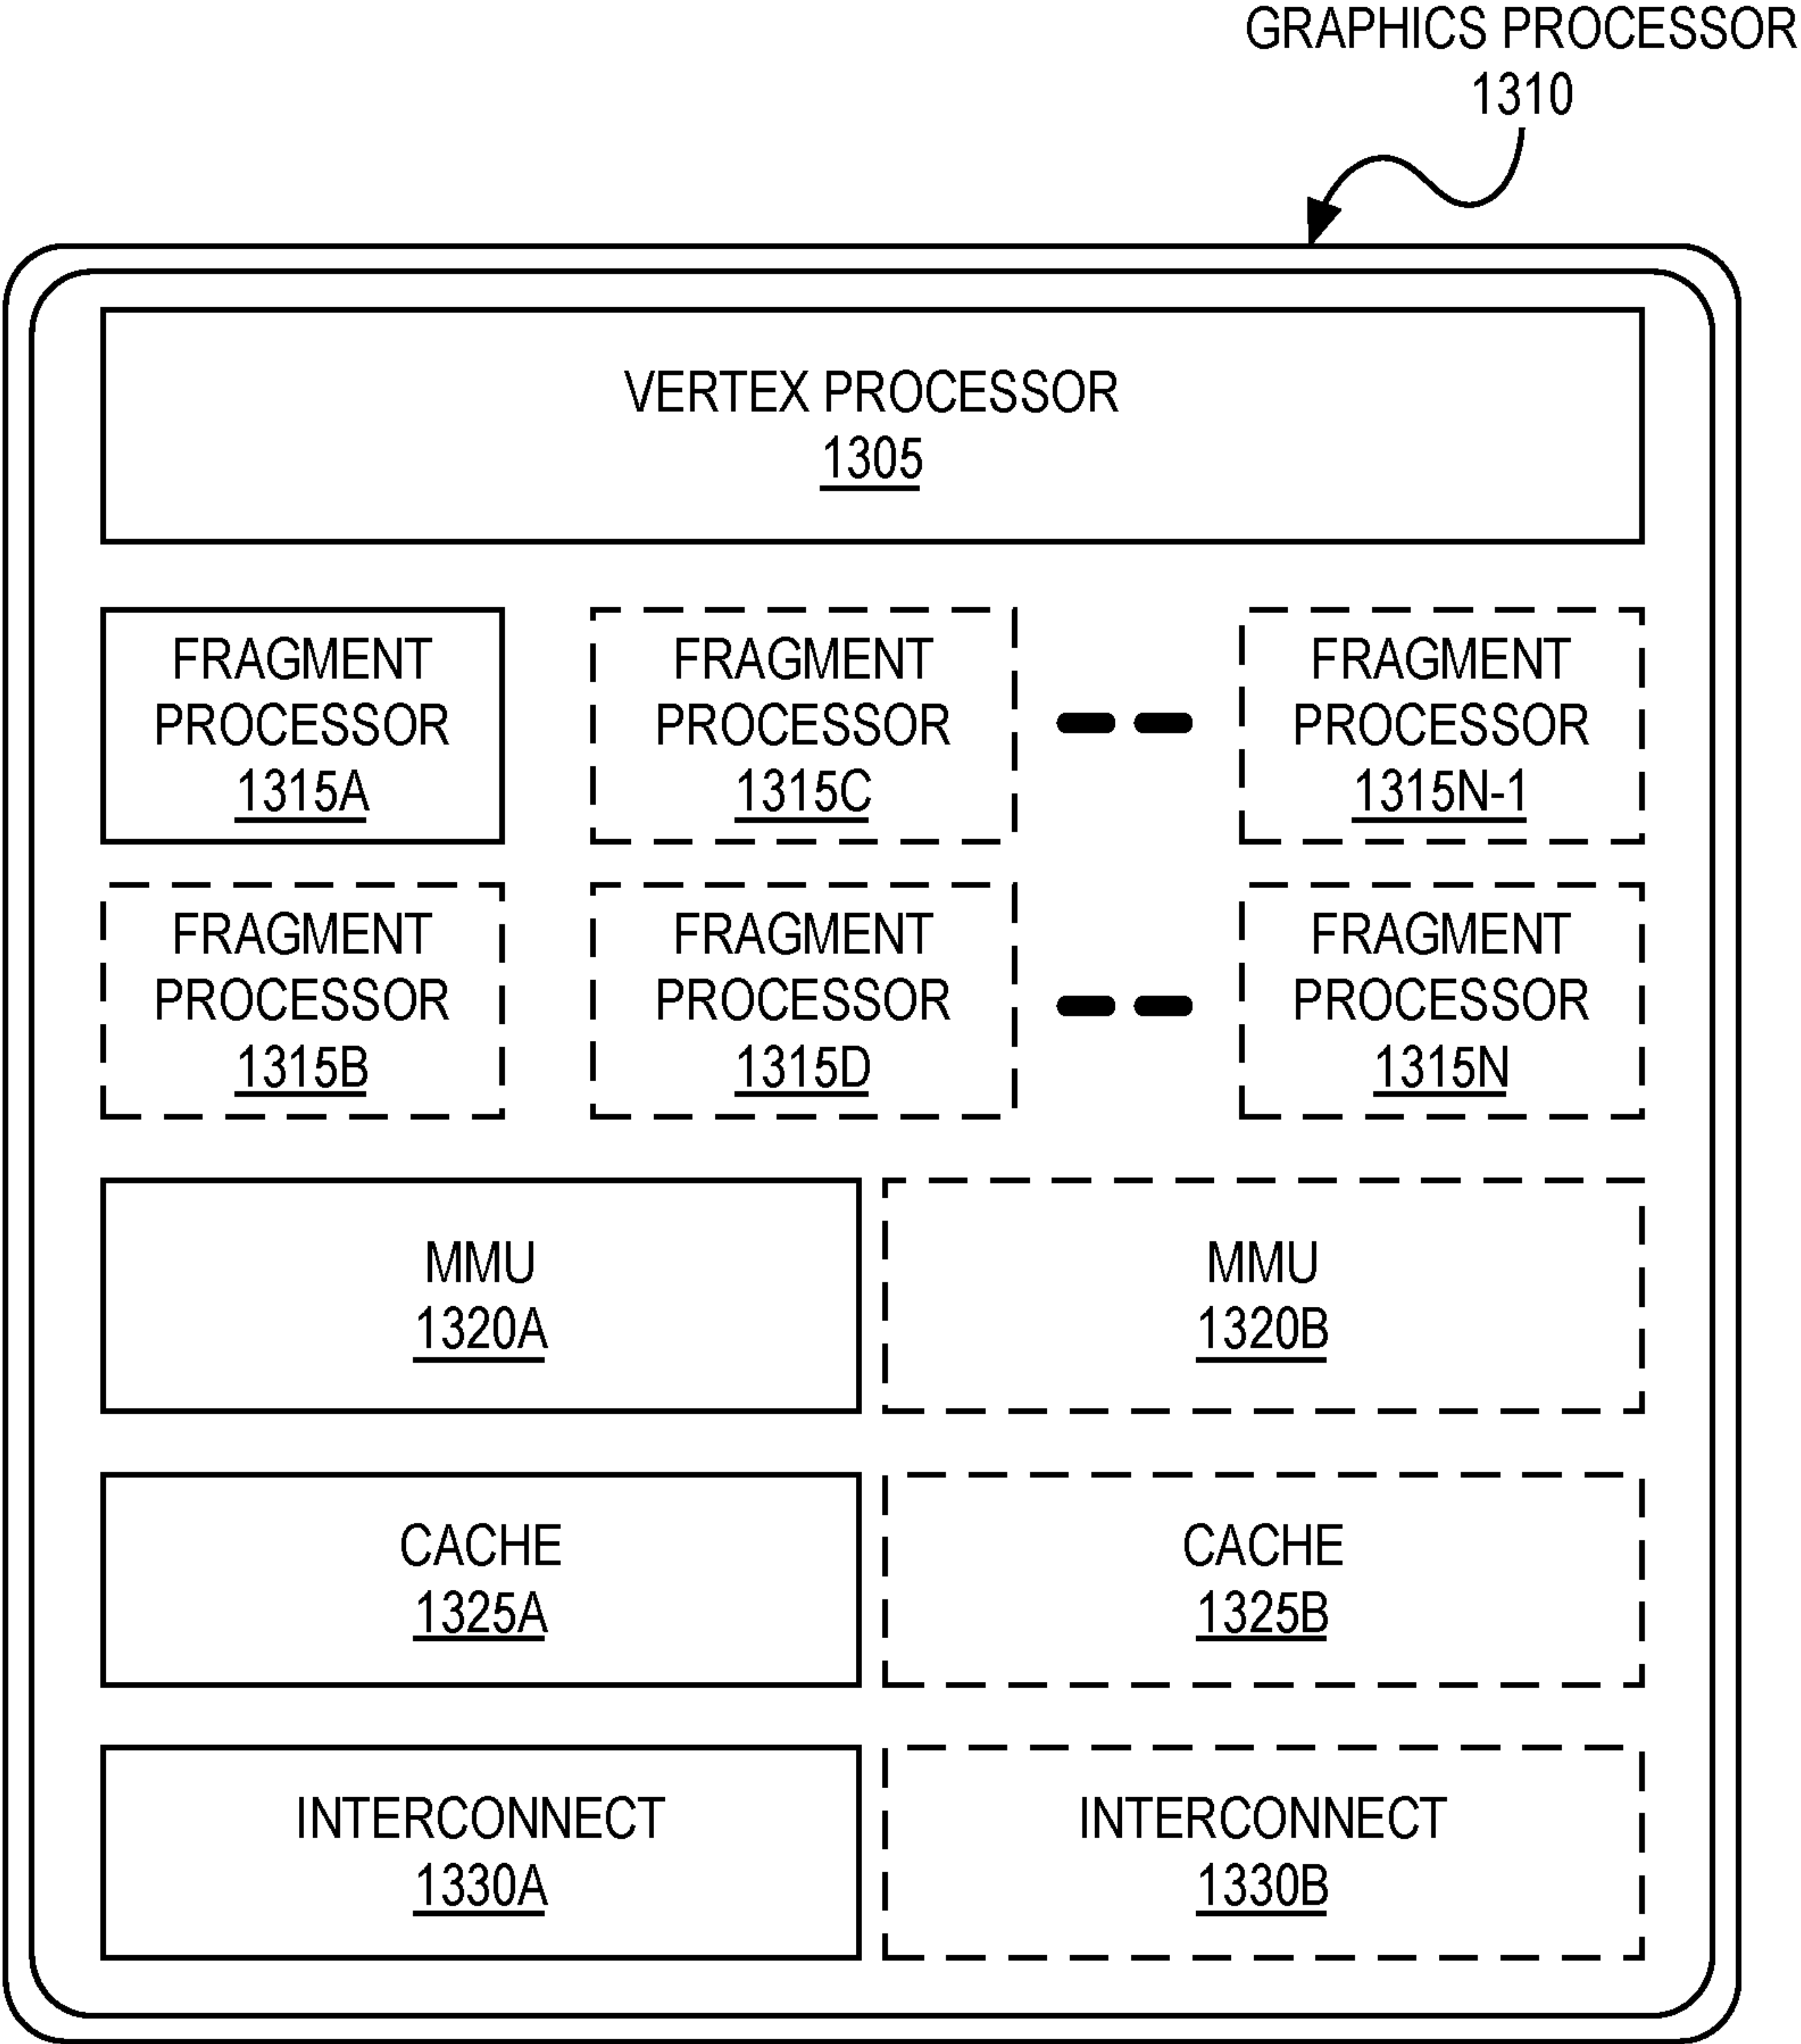 GRAPHICS PROCESSOR
1310
VERTEX PROCESSOR
1305
FRAGMENT
PROCESSOR
1315A
FRAGMENT
PROCESSOR
1315C
FRAGMENT
PROCESSOR
1315N-1
FRAGMENT
PROCESSOR
1315B
FRAGMENT
PROCESSOR
1315D
FRAGMENT
PROCESSOR
1315N
MMU
1320A
MMU
1320B
CACHE
1325A
CACHE
1325B
INTERCONNECT
1330A
INTERCONNECT
1330B